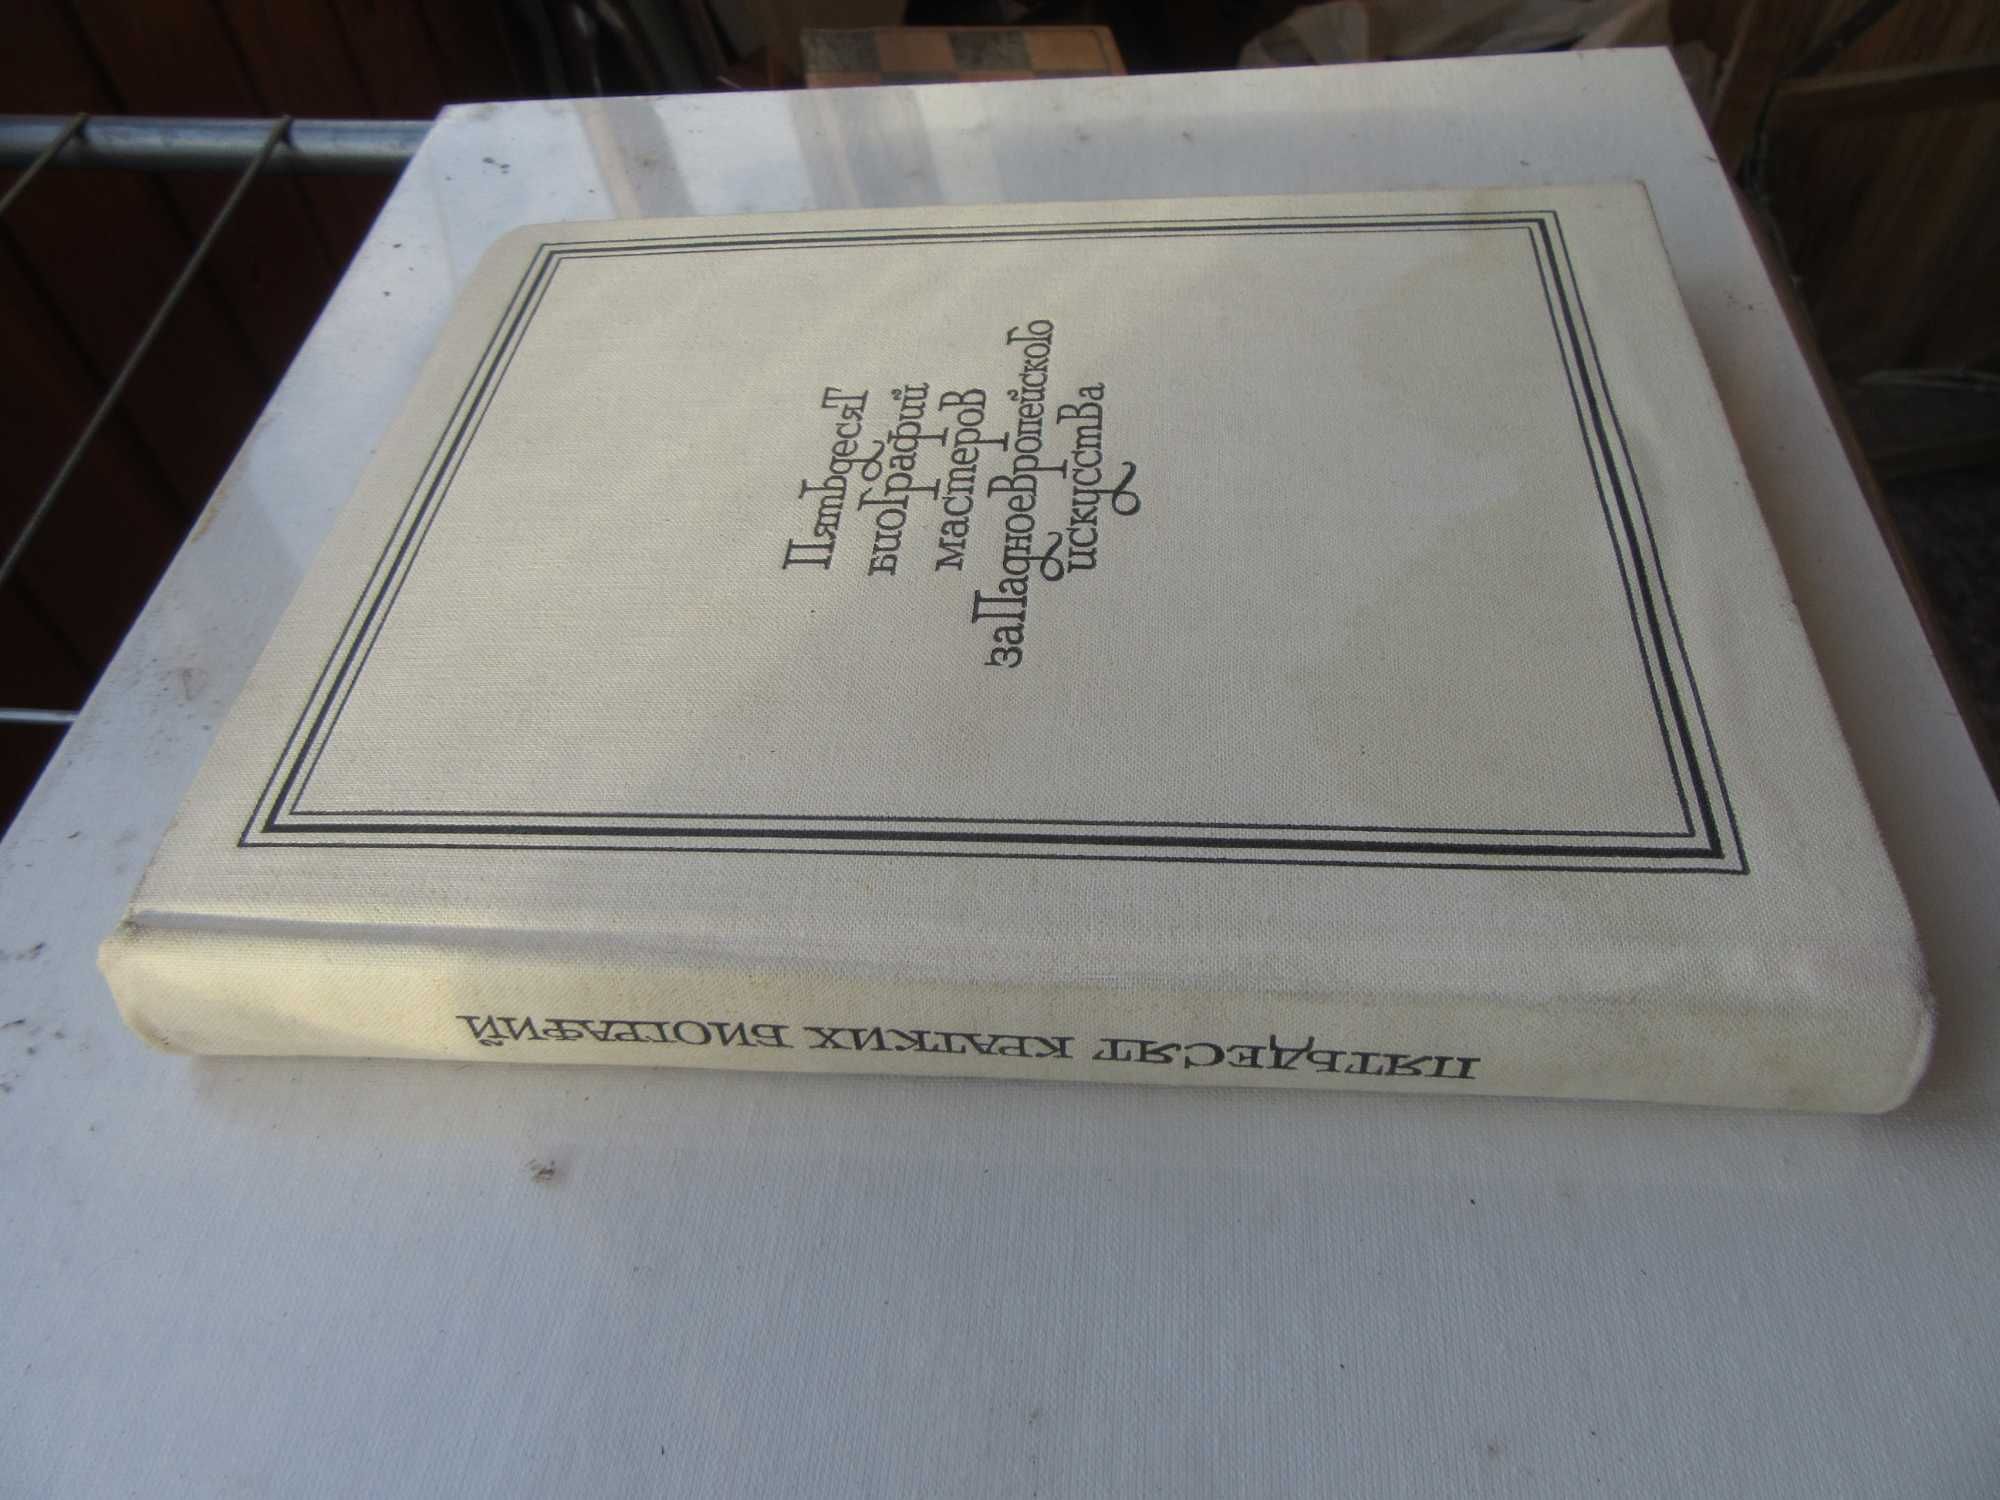 Пятьдесят
биографий
мастеров
западноевропейского
искусства
ПЯТЬДЕСЯТ КРАТКИХ БИОГРАФИЙ